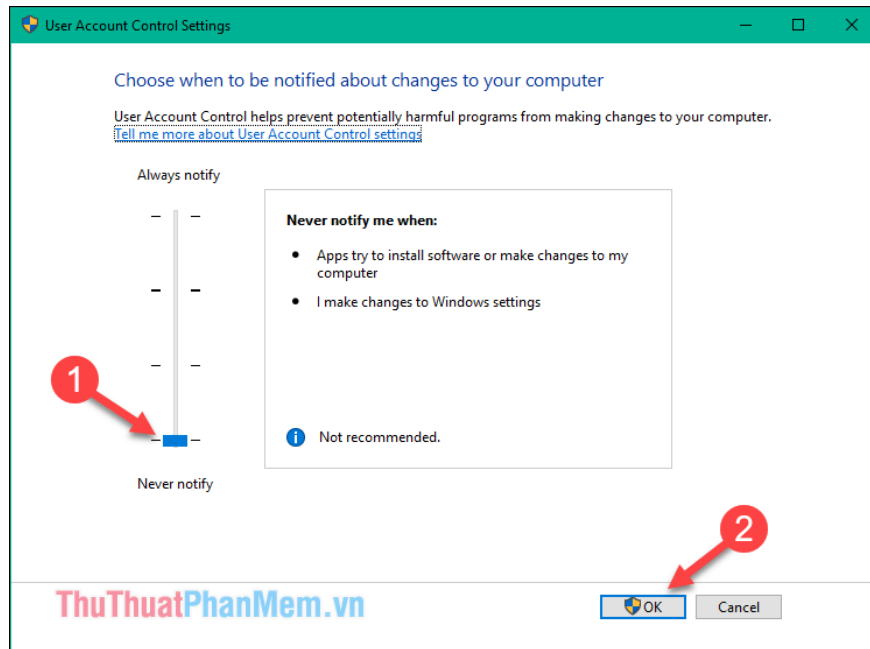 User Account Control Settings
Choose when to be notified about changes to your computer
User Account Control helps prevent potentially harmful programs from making changes to your computer.
Tell me more about User Account Control settings
Always notify
Never notify me when:
• Apps try to install software or make changes to my
computer
• I make changes to Windows settings
1
Not recommended.
Never notify
2
ThuThuatPhanMem.vn
OK
Cancel